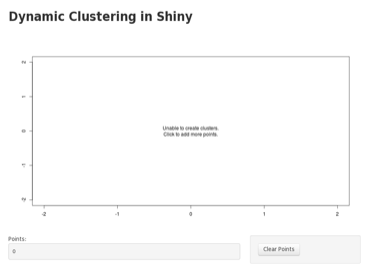 Dynamic Clustering in Shiny
2
1
0
-1
-2
Unable to create clusters.
Click to add more points.
-2 -1 0 1 2
Points:
0
Clear Points